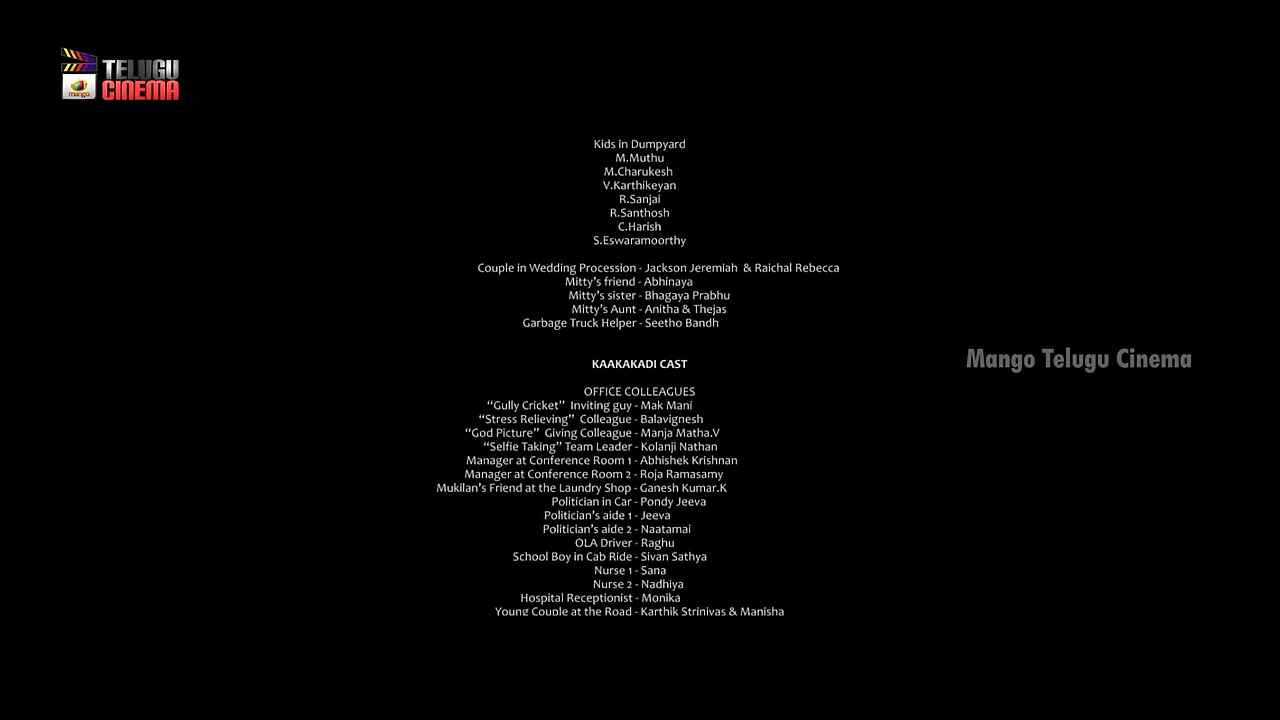 TELUGU
CINEMA
mango
Kids in Dumpyard
M.Muthu
M.Charukesh
V.Karthikeyan
R.Sanjai
R.Santhosh
C.Harish
S.Eswaramoorthy
Couple in Wedding Procession - Jackson Jeremiah & Raichal Rebecca
Mitty's friend - Abhinaya
Mitty's sister - Bhagaya Prabhu
Mitty's Aunt - Anitha & Thejas
Garbage Truck Helper - Seetho Bandh
Mango Telugu Cinema
KAAKAKADI CAST
OFFICE COLLEAGUES
“Gully Cricket” Inviting guy - Mak Mani
“Stress Relieving” Colleague - Balavignesh
“God Picture” Giving Colleague - Manja Matha.V
“Selfie Taking” Team Leader - Kolanji Nathan
Manager at Conference Room 1 - Abhishek Krishnan
Manager at Conference Room 2 - Roja Ramasamy
Mukilan's Friend at the Laundry Shop - Ganesh Kumar.K
Politician in Car - Pondy Jeeva
Politician's aide 1 - Jeeva
Politician's aide 2 - Naatamai
OLA Driver - Raghu
School Boy in Cab Ride - Sivan Sathya
Nurse 1 - Sana
Nurse 2 - Nadhiya
Hospital Receptionist - Monika
Young Couple at the Road - Karthik Strinivas & Manisha